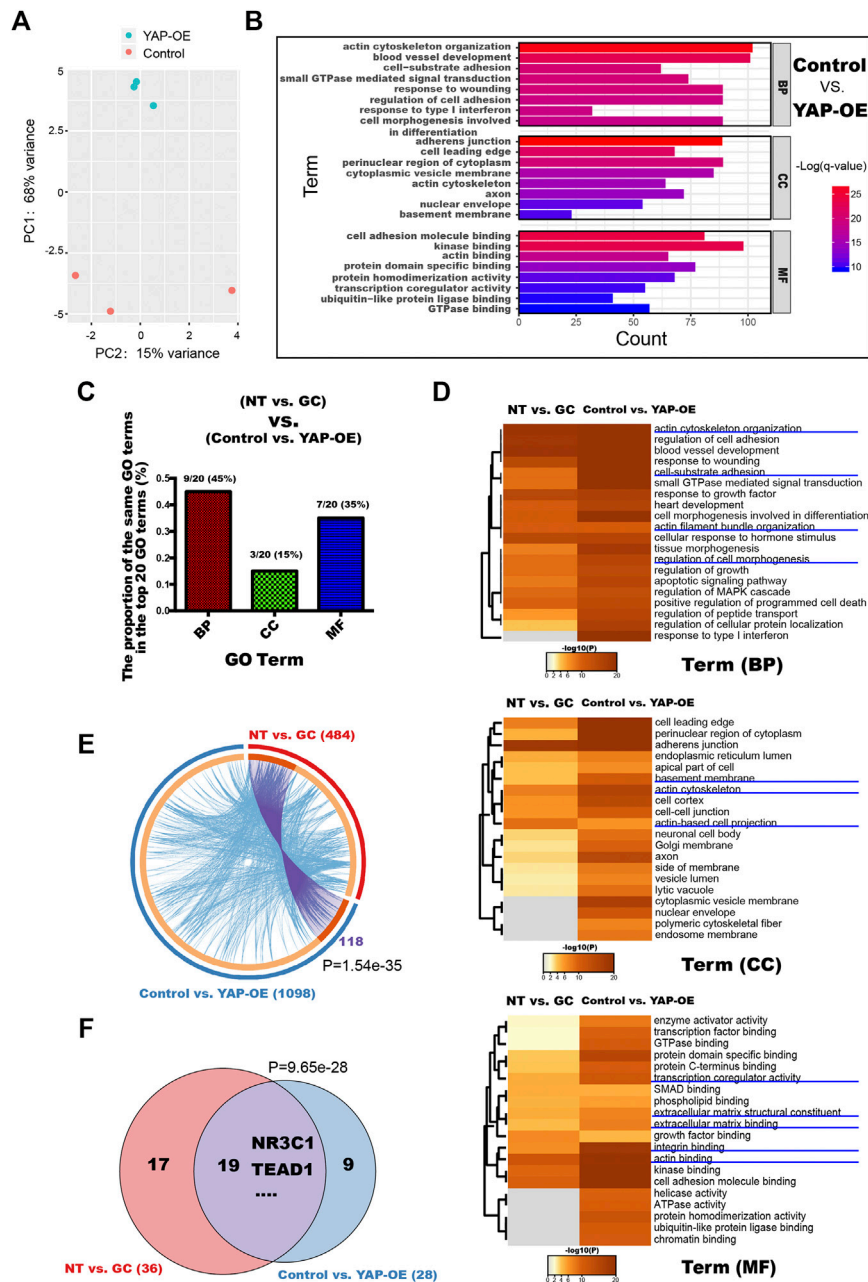 A
YAP-OE
Control
5
2.5
0
-2.5
-5
PC1: 68% variance
-2
0
2
4
PC2: 15% variance
B
actin cytoskeleton organization
blood vessel development
cell-substrate adhesion
small GTPase mediated signal transduction
response to wounding
regulation of cell adhesion
response to type I interferon
cell morphogenesis involved
in differentiation
adherens junction
cell leading edge
perinuclear region of cytoplasm
cytoplasmic vesicle membrane
actin cytoskeleton
axon
nuclear envelope
basement membrane
cell adhesion molecule binding
kinase binding
actin binding
protein domain specific binding
protein homodimerization activity
transcription coregulator activity
ubiquitin-like protein ligase binding
GTPase binding
Term
0
25
50
75
100
Count
BP
CC
MF
Control
VS.
YAP-OE
-Log(q-value)
25
20
15
10
C
(NT vs. GC)
vs.
(Control vs. YAP-OE)
The proportion of the same GO terms
in the top 20 GO terms (%)
0.5
0.4
0.3
0.2
0.1
0.0
9/20 (45%)
3/20 (15%)
7/20 (35%)
BP
CC
MF
GO Term
D
NT vs. GC Control vs. YAP-OE
actin cytoskeleton organization
regulation of cell adhesion
blood vessel development
response to wounding
cell-substrate adhesion
small GTPase mediated signal transduction
response to growth factor
heart development
cell morphogenesis involved in differentiation
actin filament bundle organization
cellular response to hormone stimulus
tissue morphogenesis
regulation of cell morphogenesis
regulation of growth
apoptotic signaling pathway
regulation of MAPK cascade
positive regulation of programmed cell death
regulation of peptide transport
regulation of cellular protein localization
response to type I interferon
-log10(P)
0 2 4 6 10 20
Term (BP)
NT vs. GC Control vs. YAP-OE
cell leading edge
perinuclear region of cytoplasm
adherens junction
endoplasmic reticulum lumen
apical part of cell
basement membrane
actin cytoskeleton
cell cortex
cell-cell junction
actin-based cell projection
neuronal cell body
Golgi membrane
axon
side of membrane
vesicle lumen
lytic vacuole
cytoplasmic vesicle membrane
nuclear envelope
polymeric cytoskeletal fiber
endosome membrane
-log10(P)
0 2 3 4 6 10 20
Term (CC)
NT vs. GC Control vs. YAP-OE
enzyme activator activity
transcription factor binding
GTPase binding
protein domain specific binding
protein C-terminus binding
transcription coregulator activity
SMAD binding
phospholipid binding
extracellular matrix structural constituent
extracellular matrix binding
growth factor binding
integrin binding
actin binding
kinase binding
cell adhesion molecule binding
helicase activity
ATPase activity
protein homodimerization activity
ubiquitin-like protein ligase binding
chromatin binding
-log10(P)
0 2 3 4 6 10 20
Term (MF)
E
NT vs. GC (484)
118
P=1.54e-35
Control vs. YAP-OE (1098)
F
P=9.65e-28
17
19
NR3C1
TEAD1
....
9
NT vs. GC (36)
Control vs. YAP-OE (28)